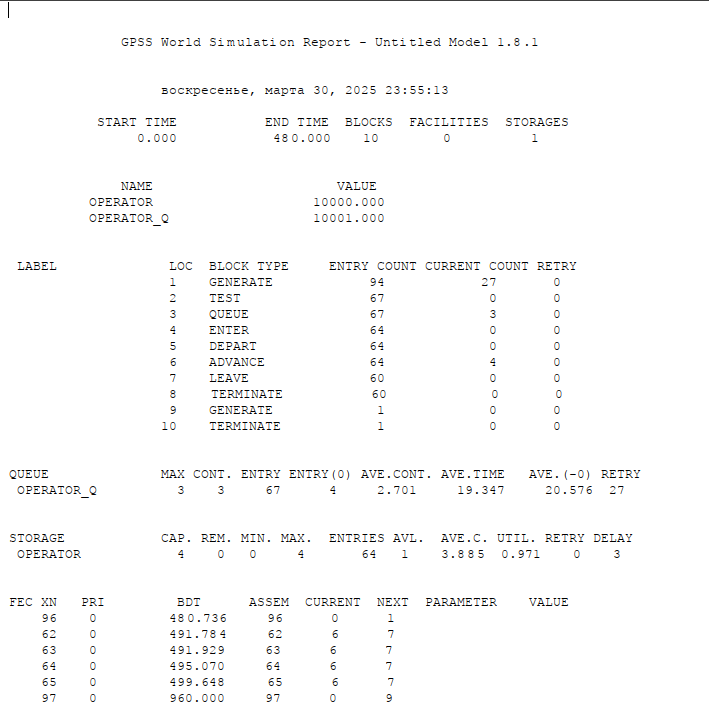 GPSS World Simulation Report - Untitled Model 1.8.1
воскресенье, марта 30, 2025 23:55:13
START TIME END TIME BLOCKS FACILITIES STORAGES
0.000 480.000 10 0 1
NAME VALUE
OPERATOR 10000.000
OPERATOR_Q 10001.000
LABEL LOC BLOCK TYPE ENTRY COUNT CURRENT COUNT RETRY
1 GENERATE 94 27 0
2 TEST 67 0 0
3 QUEUE 67 3 0
4 ENTER 64 0 0
5 DEPART 64 0 0
6 ADVANCE 64 4 0
7 LEAVE 60 0 0
8 TERMINATE 60 0 0
9 GENERATE 1 0 0
10 TERMINATE 1 0 0
QUEUE MAX CONT. ENTRY ENTRY(0) AVE.CONT. AVE.TIME AVE.(-0) RETRY
OPERATOR_Q 3 3 67 4 2.701 19.347 20.576 27
STORAGE CAP. REM. MIN. MAX. ENTRIES AVL. AVE.C. UTIL. RETRY DELAY
OPERATOR 4 0 0 4 64 1 3.885 0.971 0 3
FEC XN PRI BDT ASSEM CURRENT NEXT PARAMETER VALUE
96 0 480.736 96 0 1
62 0 491.784 62 6 7
63 0 491.929 63 6 7
64 0 495.070 64 6 7
65 0 499.648 65 6 7
97 0 960.000 97 0 9